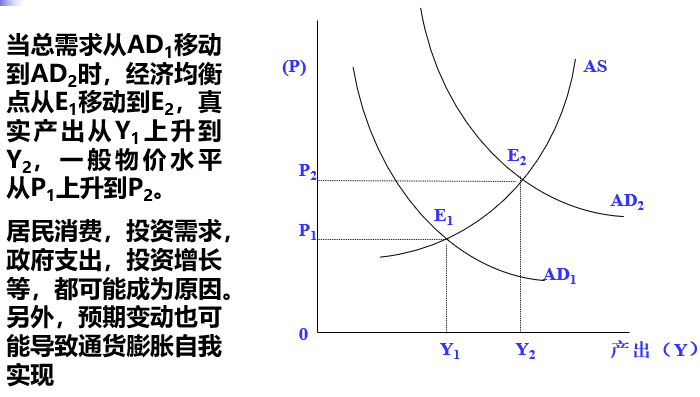 当总需求从AD₁移动
到AD₂时，经济均衡
点从E₁移动到E₂，真
实产出从Y₁上升到
Y₂，一般物价水平
从P₁上升到P₂。
居民消费，投资需求，
政府支出，投资增长
等，都可能成为原因。
另外，预期变动也可
能导致通货膨胀自我
实现
(P)
AS
E₂
P₂
AD₂
E₁
P₁
AD₁
0
Y₁
Y₂
产出（Y）